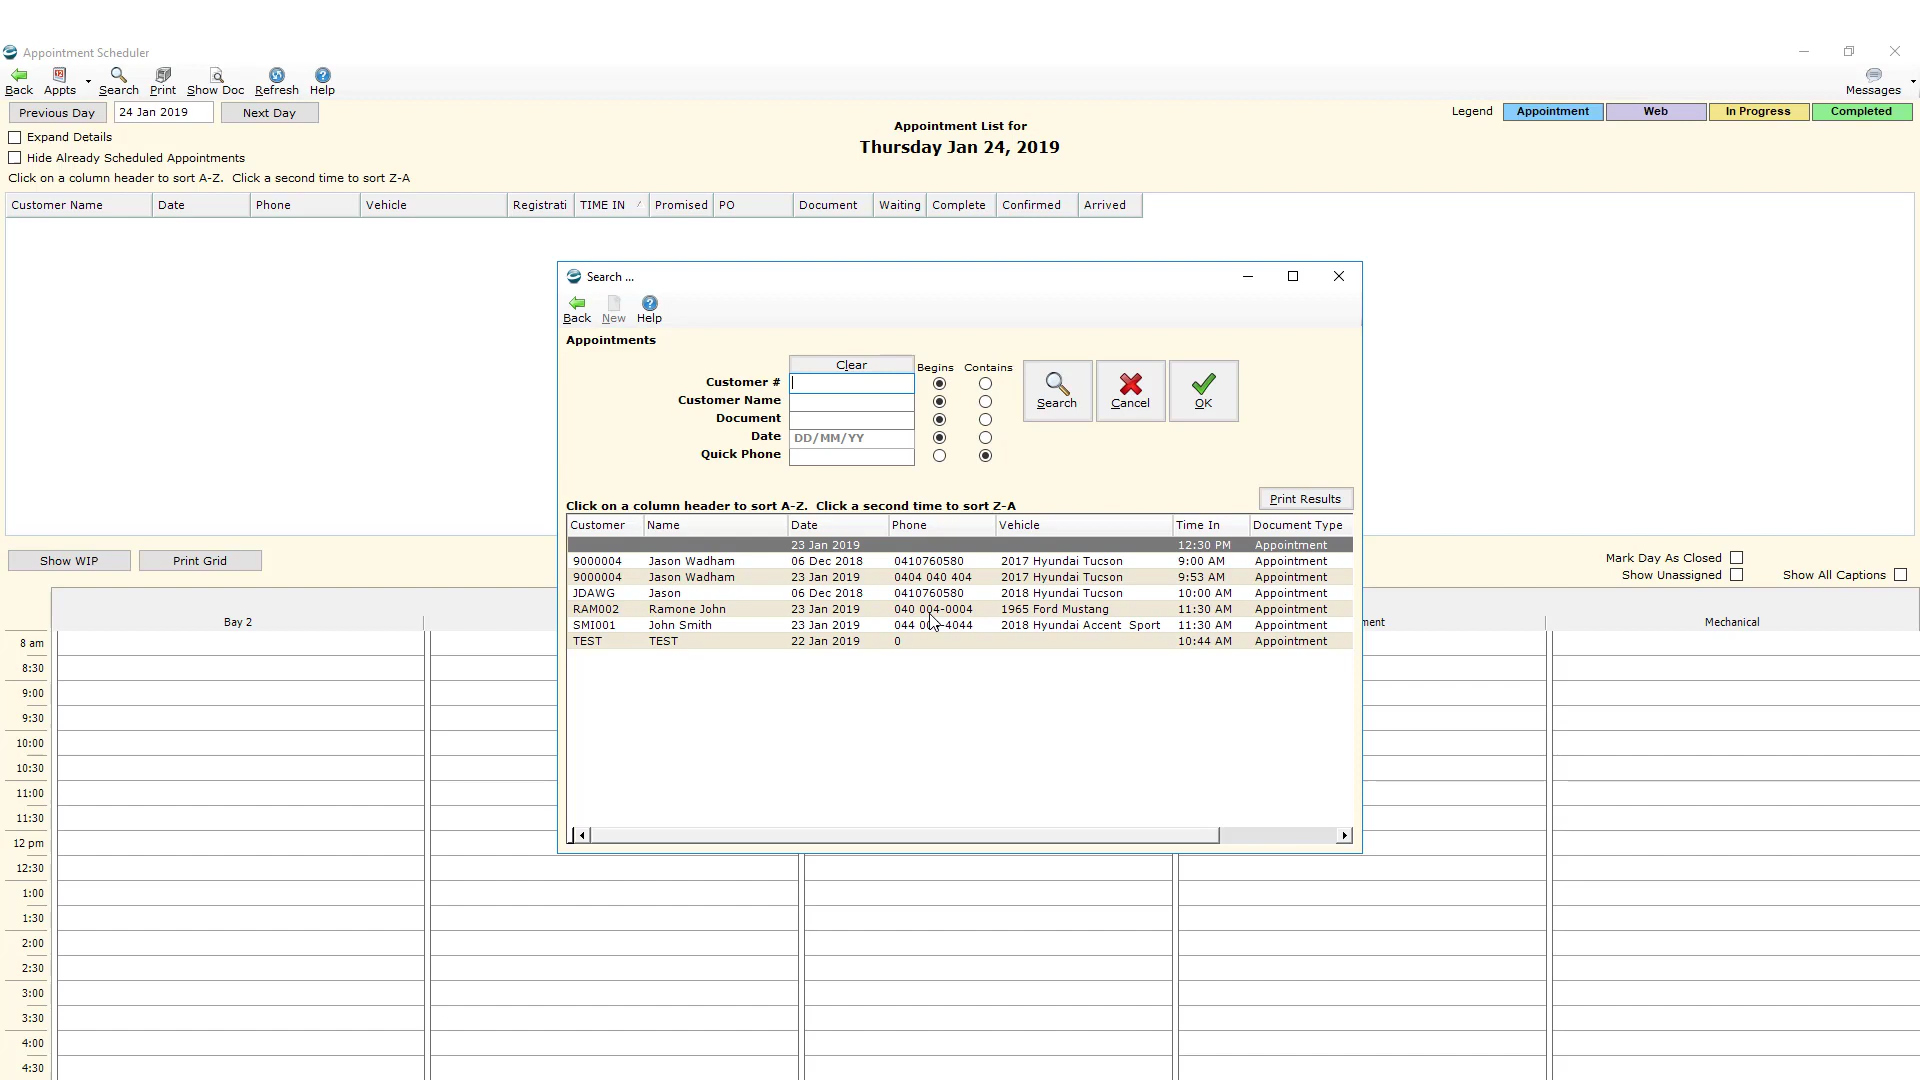 Appointment Scheduler
Back Appts Search Print Show Doc Refresh Help Messages
Previous Day 24 Jan 2019 Next Day Legend Appointment Web In Progress Completed
Expand Details
Hide Already Scheduled Appointments
Appointment List for
Thursday Jan 24, 2019
Click on a column header to sort A-Z. Click a second time to sort Z-A
Customer Name Date Phone Vehicle Registrati TIME IN Promised PO Document Waiting Complete Confirmed Arrived
Search ...
Back New Help
Appointments
Clear Begins Contains
Customer #
Customer Name
Document
Date DD/MM/YY
Quick Phone
Search Cancel OK
Print Results
Click on a column header to sort A-Z. Click a second time to sort Z-A
Customer Name Date Phone Vehicle Time In Document Type
23 Jan 2019 12:30 PM Appointment
9000004 Jason Wadham 06 Dec 2018 0410760580 2017 Hyundai Tucson 9:00 AM Appointment
9000004 Jason Wadham 23 Jan 2019 0404 040 404 2017 Hyundai Tucson 9:53 AM Appointment
JDAWG Jason 06 Dec 2018 0410760580 2018 Hyundai Tucson 10:00 AM Appointment
RAM002 Ramone John 23 Jan 2019 040 004-0004 1965 Ford Mustang 11:30 AM Appointment
SMI001 John Smith 23 Jan 2019 044 2018 Hyundai Accent Sport 11:30 AM Appointment
TEST TEST 22 Jan 2019 0 10:44 AM Appointment
Show WIP Print Grid
Mark Day As Closed
Show Unassigned Show All Captions
Bay 2 Mechanical
8 am
8:30
9:00
9:30
10:00
10:30
11:00
11:30
12 pm
12:30
1:00
1:30
2:00
2:30
3:00
3:30
4:00
4:30